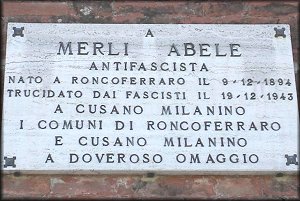 A
MERLI ABELE
ANTIFASCISTA
NATO A RONCOFERRARO IL 9-12-1894
TRUCIDATO DAI FASCISTI IL 19-12-1943
A CUSANO MILANINO
I COMUNI DI RONCOFERRARO
E CUSANO MILANINO
A DOVEROSO OMAGGIO